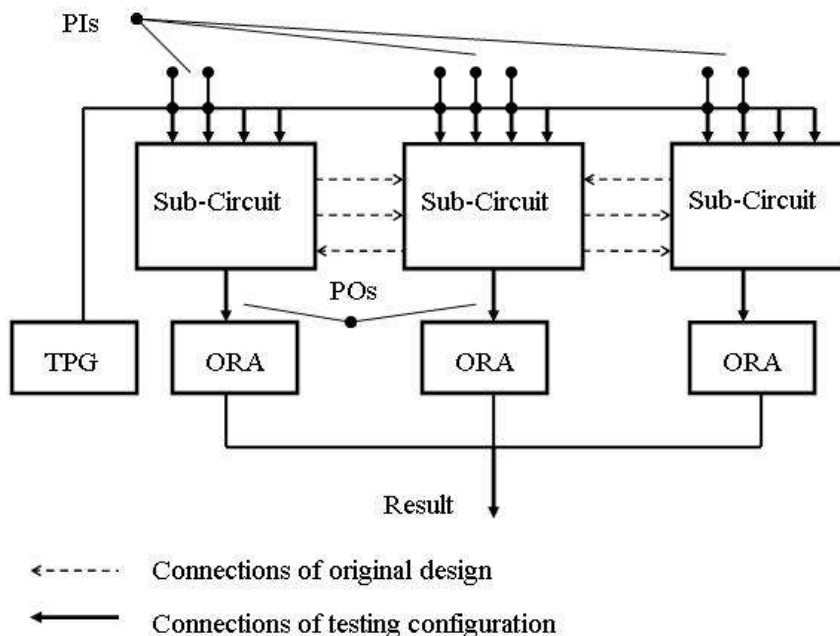 PIs
Sub-Circuit
Sub-Circuit
Sub-Circuit
POs
TPG
ORA
ORA
ORA
Result
Connections of original design
Connections of testing configuration